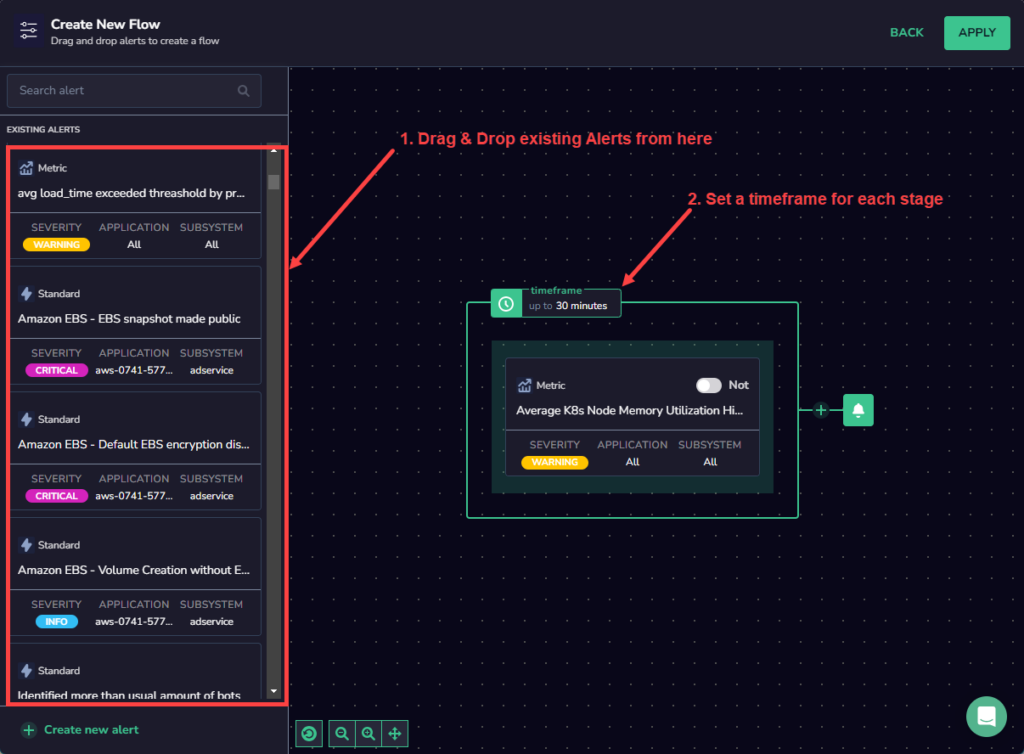 Create New Flow
Drag and drop alerts to create a flow
BACK
APPLY
Search alert
EXISTING ALERTS
Metric
avg load_time exceeded threashold by pr...
SEVERITY APPLICATION SUBSYSTEM
WARNING All All
Standard
Amazon EBS - EBS snapshot made public
SEVERITY APPLICATION SUBSYSTEM
CRITICAL aws-0741-577... adservice
Standard
Amazon EBS - Default EBS encryption dis...
SEVERITY APPLICATION SUBSYSTEM
CRITICAL aws-0741-577... adservice
Standard
Amazon EBS - Volume Creation without E...
SEVERITY APPLICATION SUBSYSTEM
INFO aws-0741-577... adservice
Standard
Identified more than usual amount of bots
Create new alert
1. Drag & Drop existing Alerts from here
2. Set a timeframe for each stage
timeframe
up to 30 minutes
Metric Not
Average K8s Node Memory Utilization Hi...
SEVERITY APPLICATION SUBSYSTEM
WARNING All All